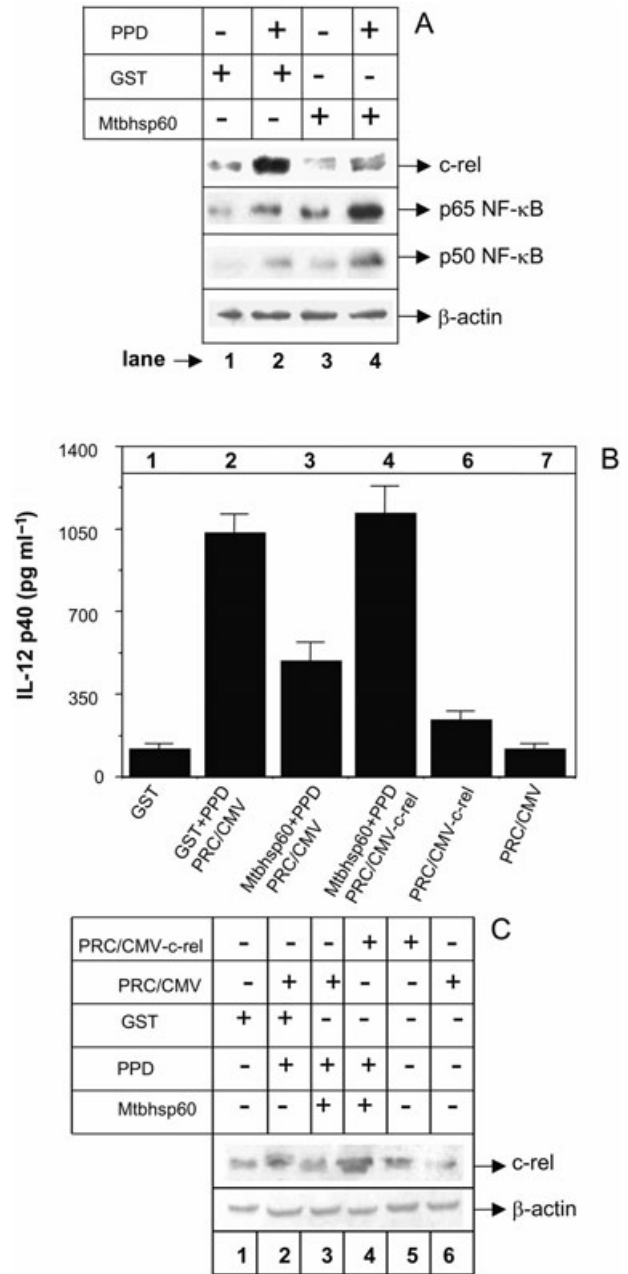 A
PPD - + - +
GST + + - -
Mtbhsp60 - - + +
c-rel
p65 NF-κB
p50 NF-κB
β-actin
lane 1 2 3 4
B
1 2 3 4 6 7
IL-12 p40 (pg ml⁻¹)
1400
1050
700
350
0
GST
GST+PPD
PRC/CMV
Mtbhsp60+PPD
PRC/CMV
Mtbhsp60+PPD
PRC/CMV-c-rel
PRC/CMV-c-rel
PRC/CMV
C
PRC/CMV-c-rel - - - + + -
PRC/CMV - + + - - +
GST + + - - - -
PPD - + + + - -
Mtbhsp60 - - + + - -
c-rel
β-actin
1 2 3 4 5 6